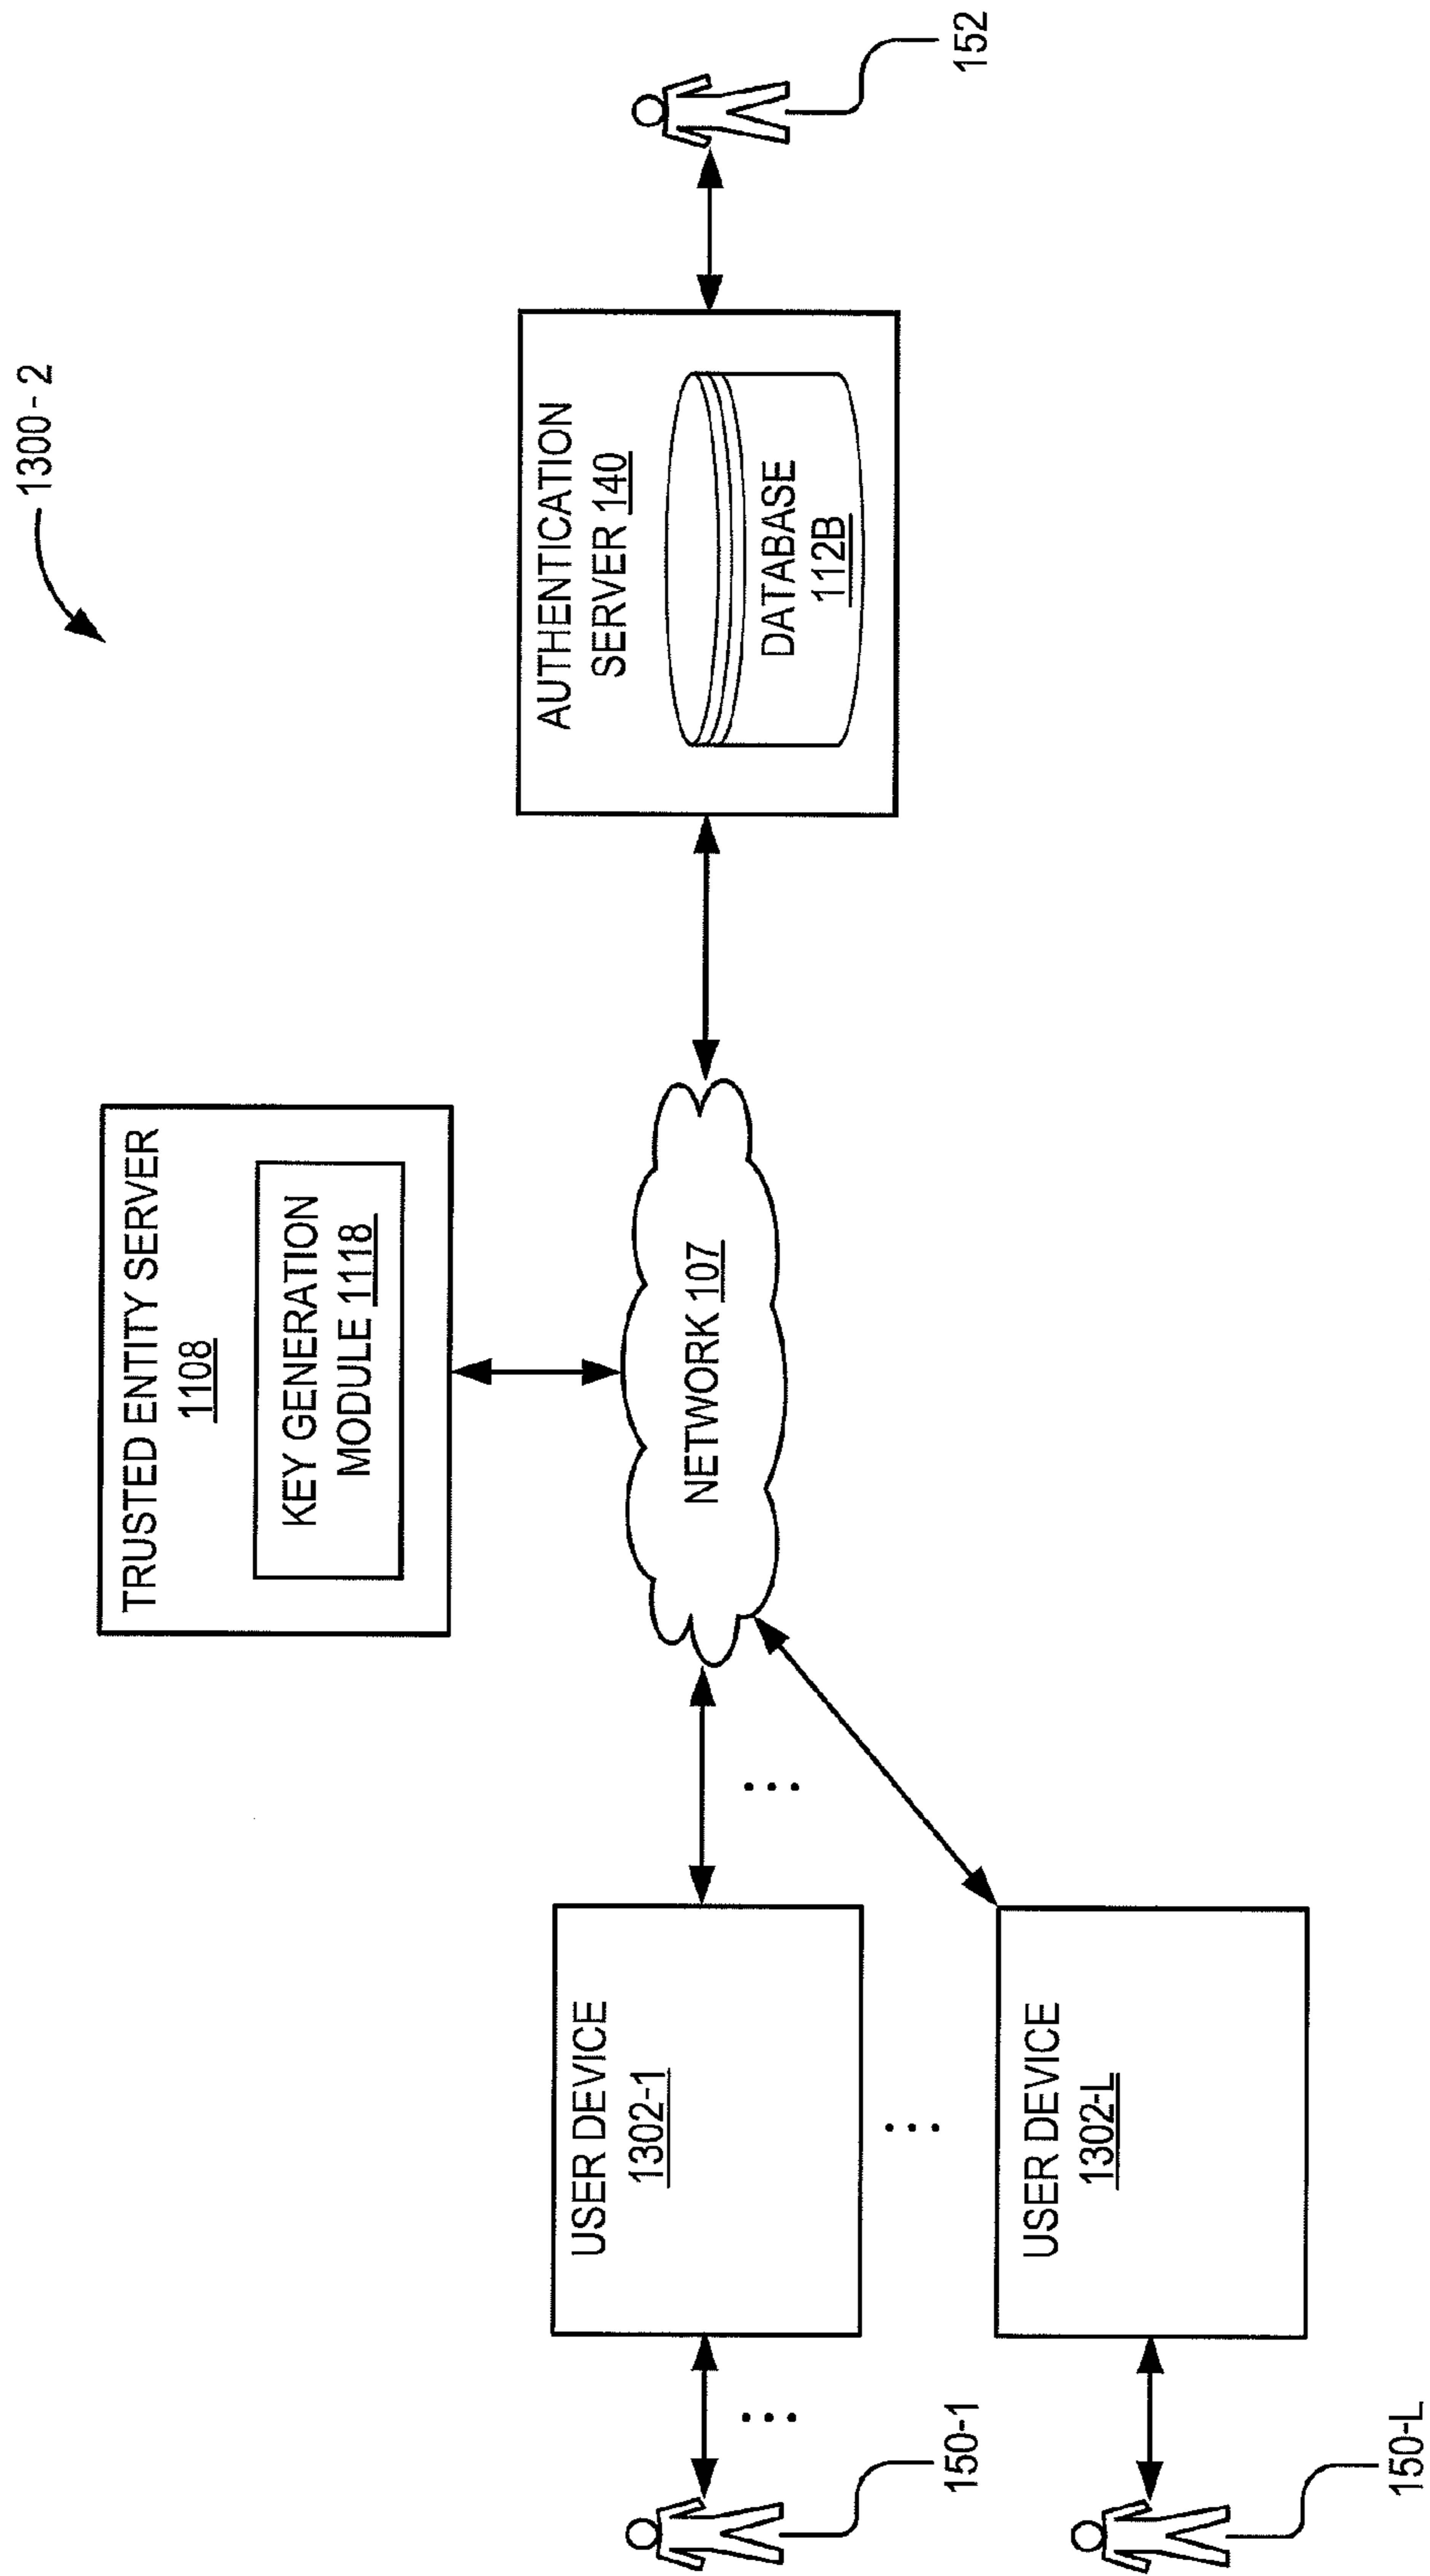 1300 - 2
TRUSTED ENTITY SERVER
1108
KEY GENERATION
MODULE 1118
AUTHENTICATION
SERVER 140
DATABASE
112B
152
NETWORK 107
USER DEVICE
1302-1
...
...
...
150-1
USER DEVICE
1302-L
150-L